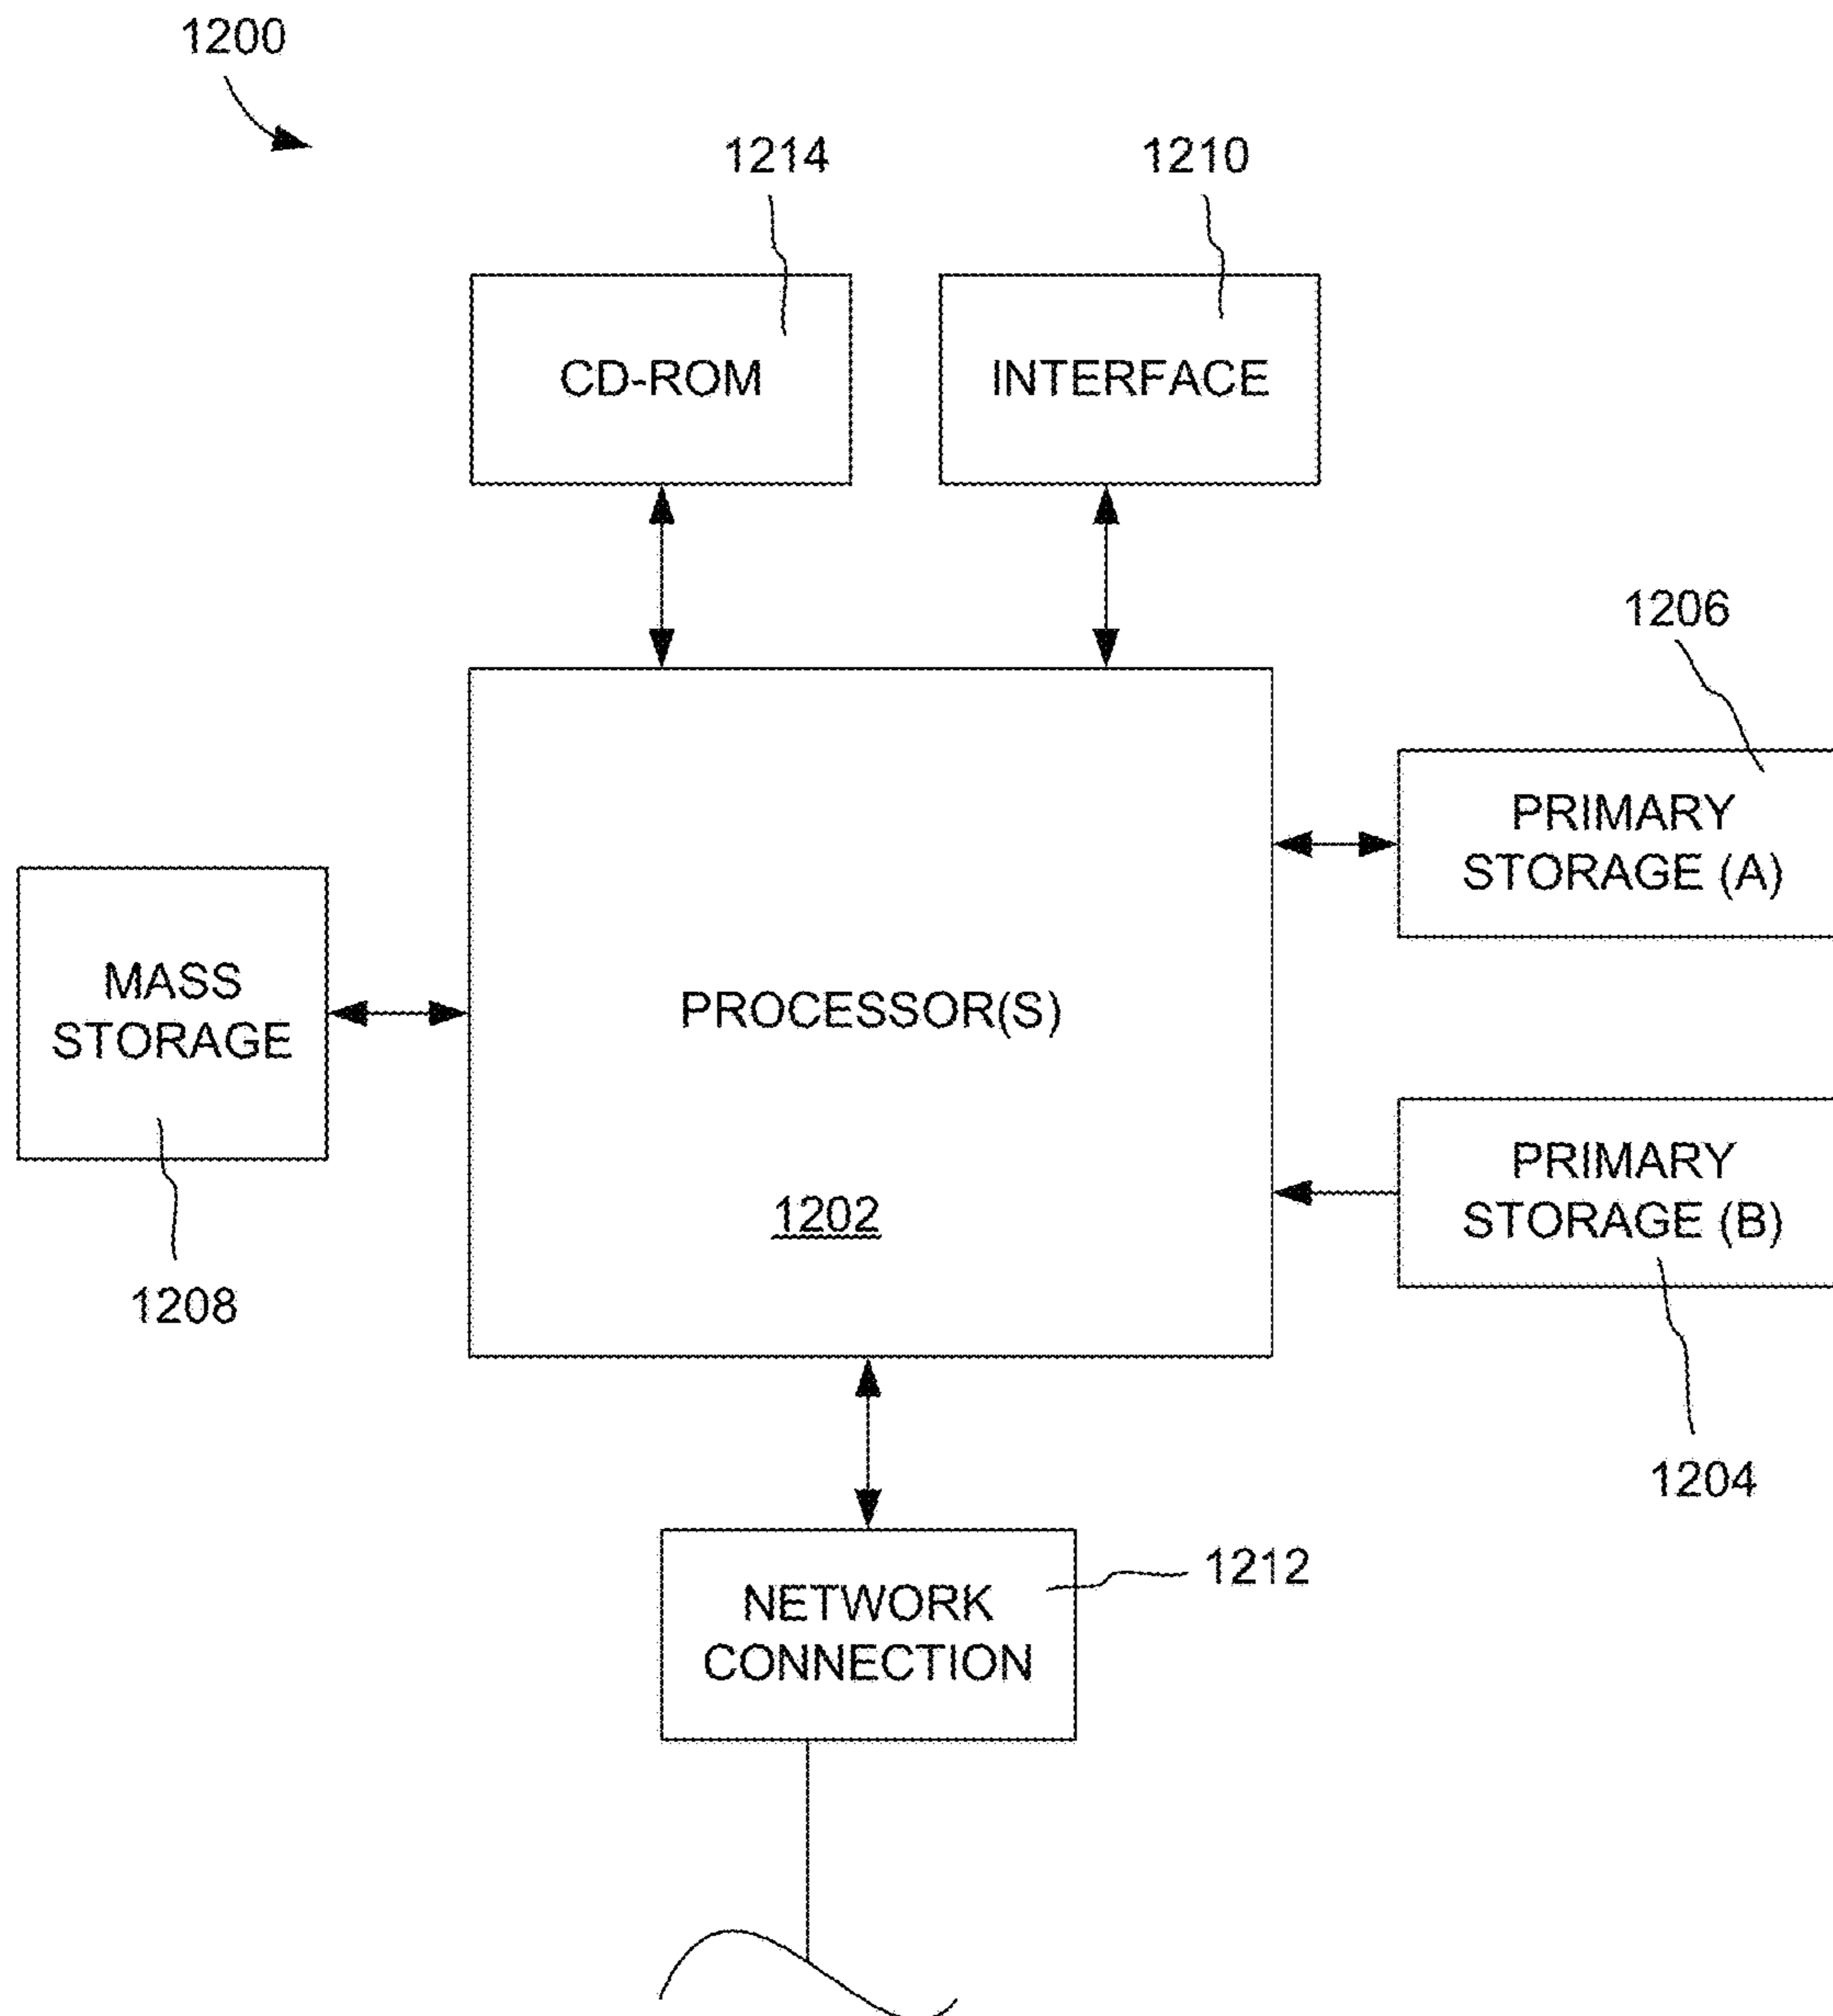 1200
1214
1210
CD-ROM
INTERFACE
1206
PRIMARY
STORAGE (A)
MASS
STORAGE
PROCESSOR(S)
PRIMARY
STORAGE (B)
1202
1208
1204
1212
NETWORK
CONNECTION